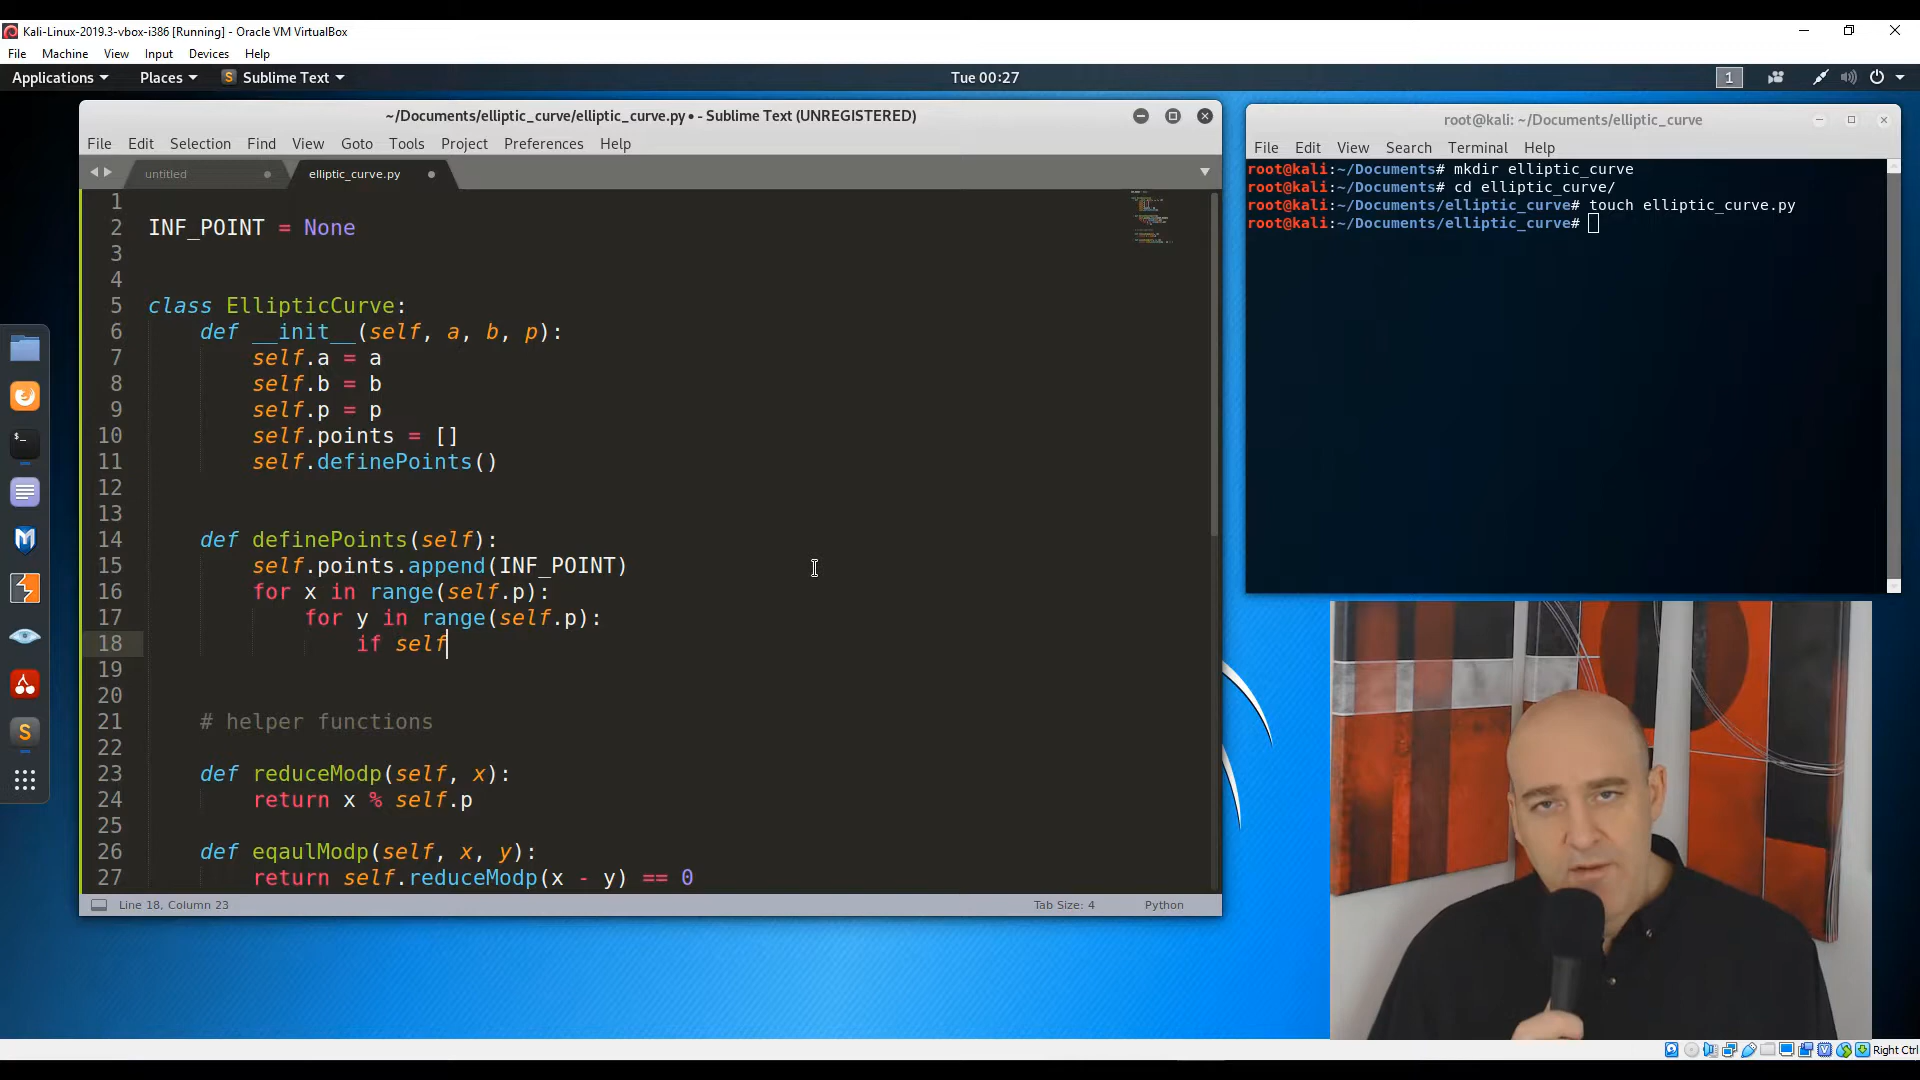 Kali-Linux-2019.3-vbox-i386 [Running] - Oracle VM VirtualBox
File Machine View Input Devices Help
Applications Places Sublime Text Tue 00:27 1
~/Documents/elliptic_curve/elliptic_curve.py • - Sublime Text (UNREGISTERED)
File Edit Selection Find View Goto Tools Project Preferences Help
untitled elliptic_curve.py
1
2 INF_POINT = None
3
4
5 class EllipticCurve:
6 def __init__(self, a, b, p):
7 self.a = a
8 self.b = b
9 self.p = p
10 self.points = []
11 self.definePoints()
12
13
14 def definePoints(self):
15 self.points.append(INF_POINT)
16 for x in range(self.p):
17 for y in range(self.p):
18 if self
19
20
21 # helper functions
22
23 def reduceModp(self, x):
24 return x % self.p
25
26 def eqaulModp(self, x, y):
27 return self.reduceModp(x - y) == 0
Line 18, Column 23 Tab Size: 4 Python
root@kali: ~/Documents/elliptic_curve
File Edit View Search Terminal Help
root@kali:~/Documents# mkdir elliptic_curve
root@kali:~/Documents# cd elliptic_curve/
root@kali:~/Documents/elliptic_curve# touch elliptic_curve.py
root@kali:~/Documents/elliptic_curve#
Right Ctrl